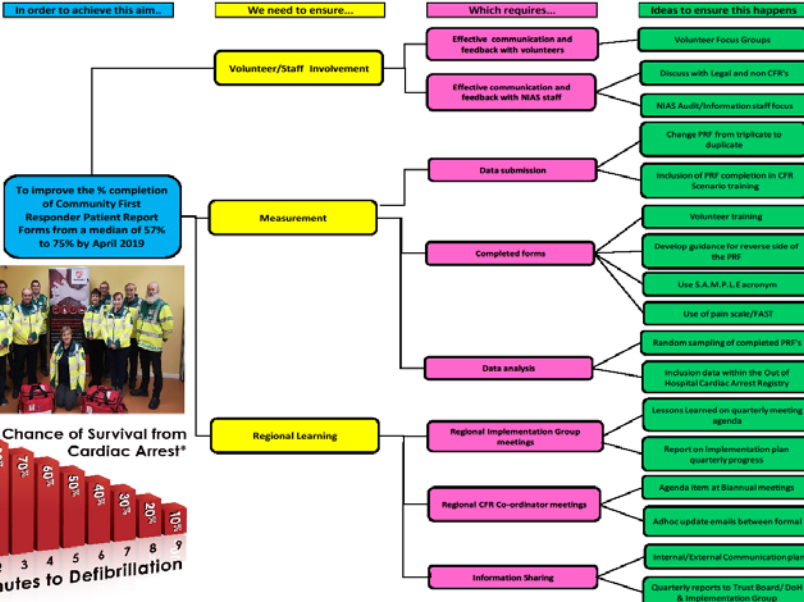 In order to achieve this aim..
We need to ensure...
Which requires...
Ideas to ensure this happens
To improve the % completion
of Community First
Responder Patient Report
Forms from a median of 57%
to 75% by April 2019
Volunteer/Staff Involvement
Effective communication and
feedback with volunteers
Volunteer Focus Groups
Effective communication and
feedback with NIAS staff
Discuss with Legal and non CFR's
NIAS Audit/Information staff focus
Measurement
Data submission
Change PRF from triplicate to
duplicate
Inclusion of PRF completion in CFR
Scenario training
Completed forms
Volunteer training
Develop guidance for reverse side of
the PRF
Use S.A.M.P.L.E acronym
Use of pain scale/FAST
Data analysis
Random sampling of completed PRF's
Inclusion data within the Out of
Hospital Cardiac Arrest Registry
Regional Learning
Regional Implementation Group
meetings
Lessons Learned on quarterly meeting
agenda
Report on Implementation plan
quarterly progress
Regional CFR Co-ordinator meetings
Agenda item at Biannual meetings
Adhoc update emails between formal
Information Sharing
Internal/External Communication plan
Quarterly reports to Trust Board/ DoH
& Implementation Group
Chance of Survival from
Cardiac Arrest*
70% 60% 50% 40% 30% 20% 10%
3 4 5 6 7 8 9
to Defibrillation